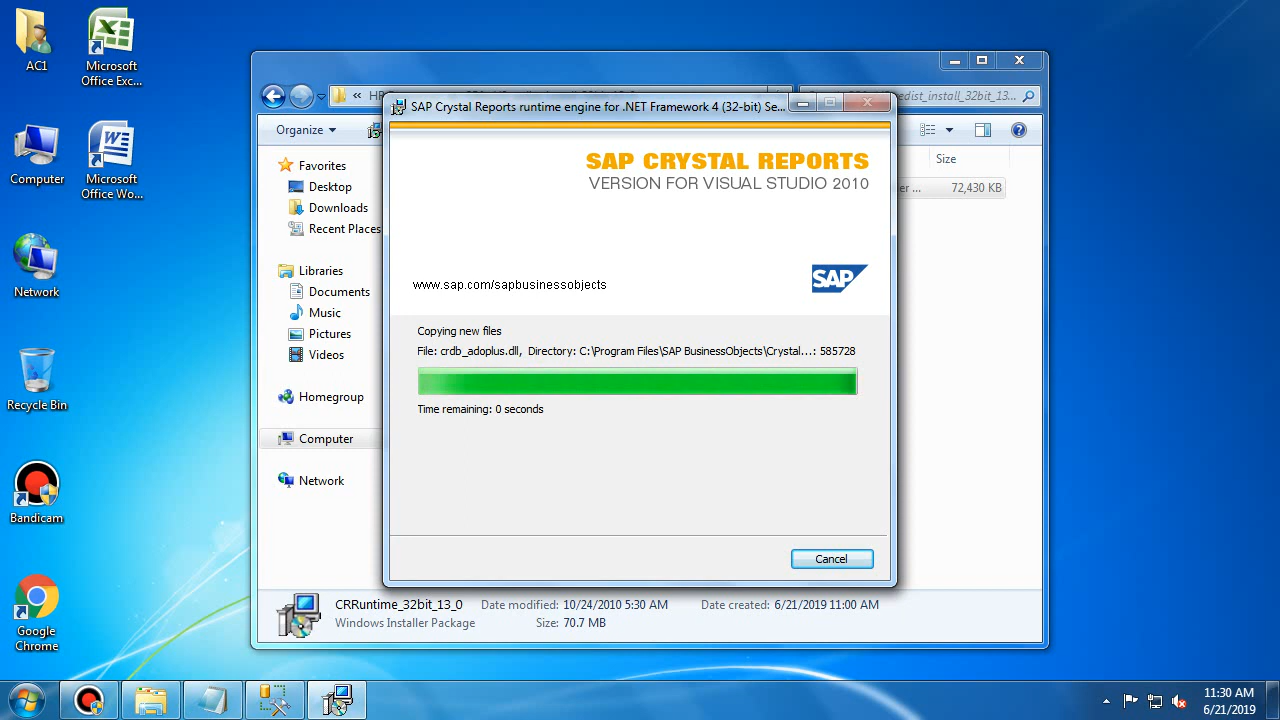 AC1
Microsoft
Office Exc...
Computer
Microsoft
Office Wo...
Network
Recycle Bin
Bandicam
Google
Chrome
«
edist_install_32bit_13...
Organize
SAP Crystal Reports runtime engine for .NET Framework 4 (32-bit) Se...
SAP CRYSTAL REPORTS
VERSION FOR VISUAL STUDIO 2010
www.sap.com/sapbusinessobjects
SAP
Copying new files
File: crdb_adoplus.dll, Directory: C:\Program Files\SAP BusinessObjects\Crystal...: 585728
Time remaining: 0 seconds
Cancel
Size
er ... 72,430 KB
Favorites
Desktop
Downloads
Recent Places
Libraries
Documents
Music
Pictures
Videos
Homegroup
Computer
Network
CRRuntime_32bit_13_0 Date modified: 10/24/2010 5:30 AM Date created: 6/21/2019 11:00 AM
Windows Installer Package Size: 70.7 MB
11:30 AM
6/21/2019